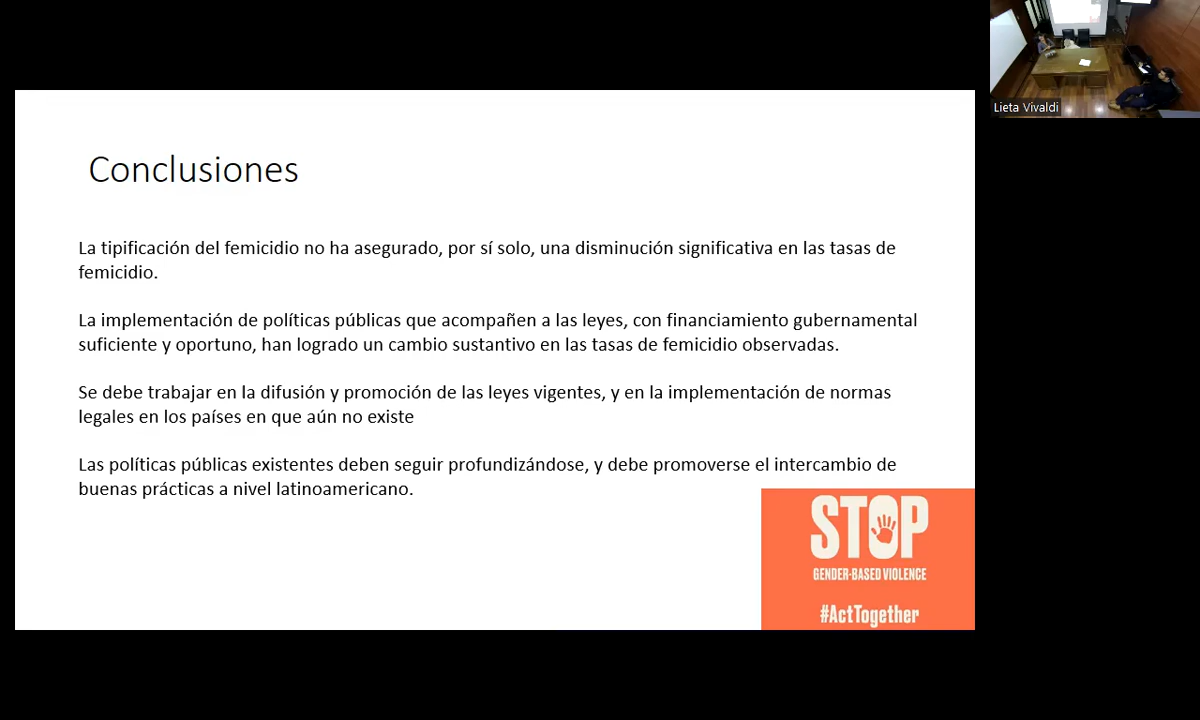 Lieta Vivaldi
Conclusiones
La tipificación del femicidio no ha asegurado, por sí solo, una disminución significativa en las tasas de
femicidio.
La implementación de políticas públicas que acompañen a las leyes, con financiamiento gubernamental
suficiente y oportuno, han logrado un cambio sustantivo en las tasas de femicidio observadas.
Se debe trabajar en la difusión y promoción de las leyes vigentes, y en la implementación de normas
legales en los países en que aún no existe
Las políticas públicas existentes deben seguir profundizándose, y debe promoverse el intercambio de
buenas prácticas a nivel latinoamericano.
STOP
GENDER-BASED VIOLENCE
#ActTogether